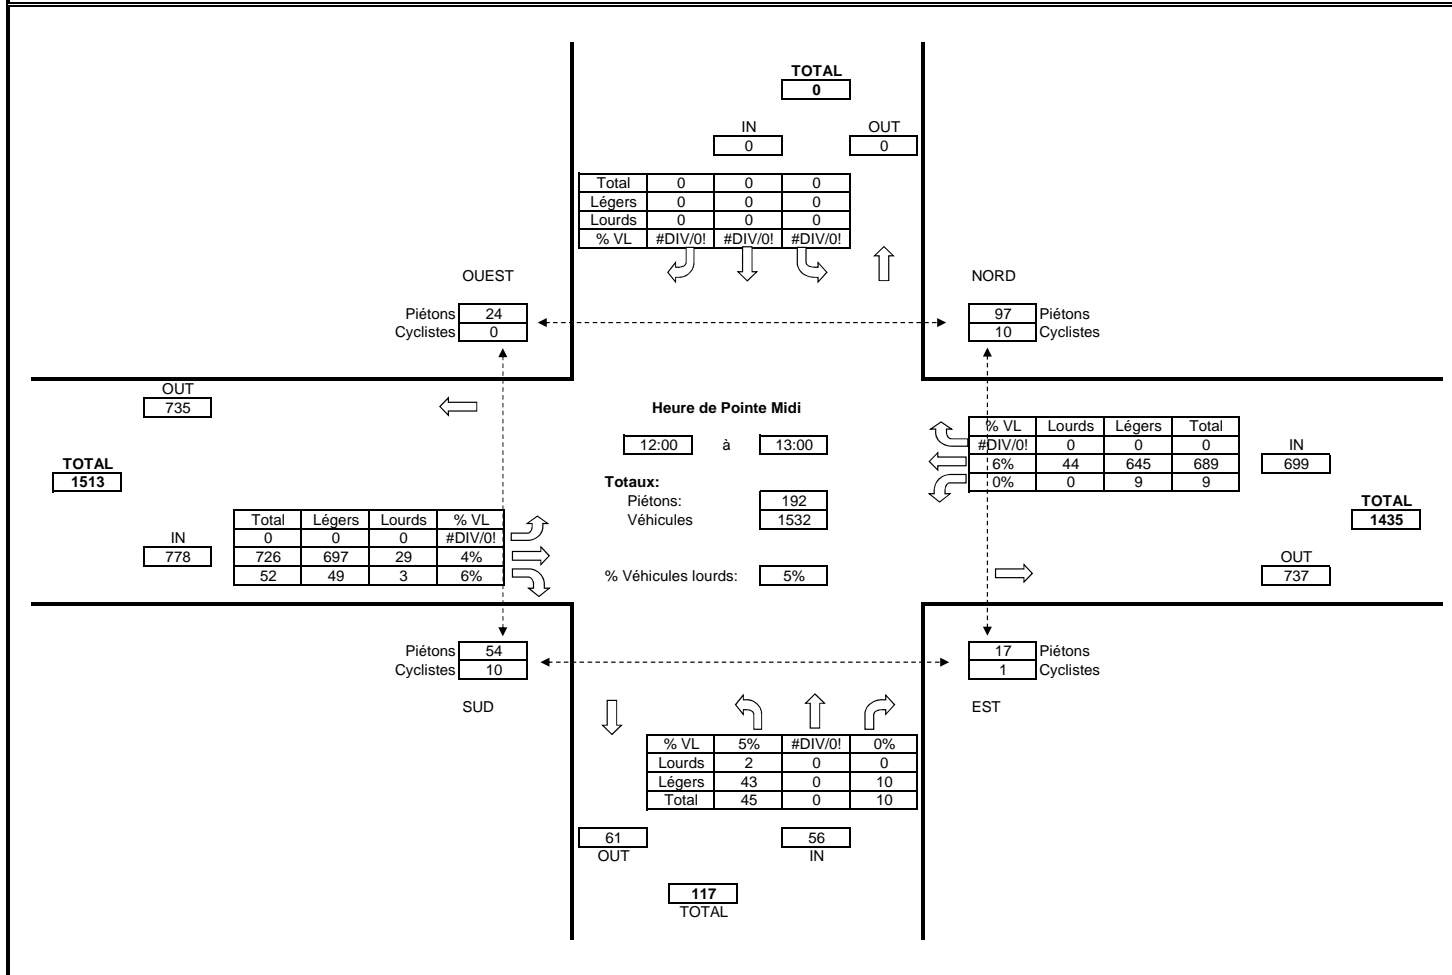 TOTAL
0
IN OUT
0 0
Total 0 0 0
Légers 0 0 0
Lourds 0 0 0
% VL #DIV/0! #DIV/0! #DIV/0!
OUEST NORD
Piétons 24 97 Piétons
Cyclistes 0 10 Cyclistes
OUT
735
Heure de Pointe Midi
12:00 à 13:00
% VL Lourds Légers Total
#DIV/0! 0 0 0 IN
6% 44 645 689 699
0% 0 9 9
TOTAL
1513
Totaux:
Piétons: 192
Véhicules 1532
TOTAL
1435
Total Légers Lourds % VL
IN 0 0 0 #DIV/0!
778 726 697 29 4%
52 49 3 6%
% Véhicules lourds: 5%
OUT
737
Piétons 54 17 Piétons
Cyclistes 10 1 Cyclistes
SUD EST
% VL 5% #DIV/0! 0%
Lourds 2 0 0
Légers 43 0 10
Total 45 0 10
61 56
OUT IN
117
TOTAL